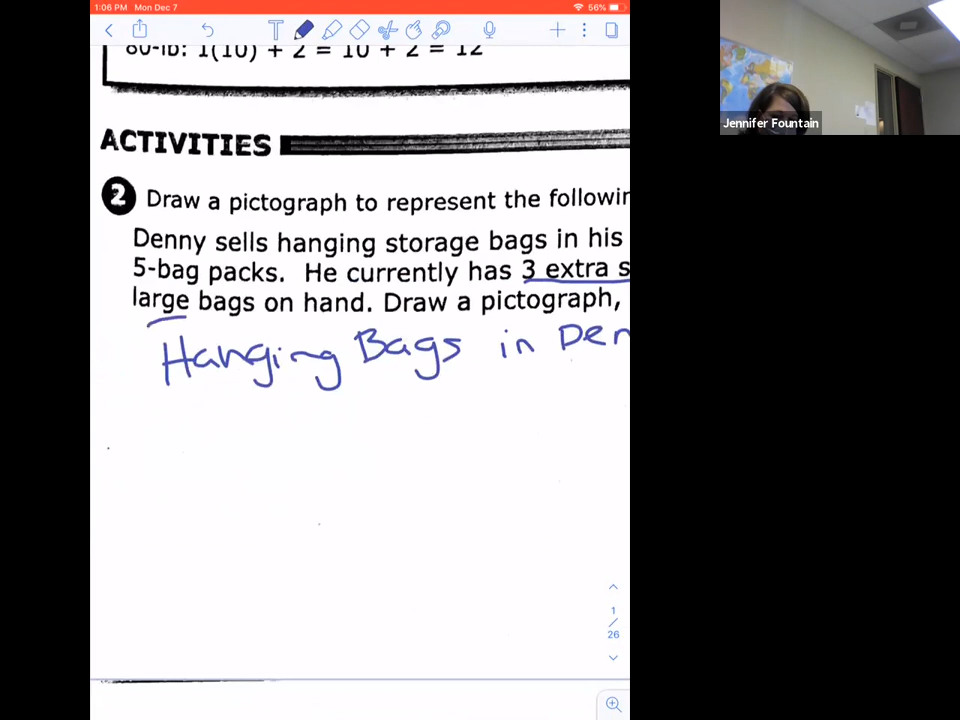 1:06 PM Mon Dec 7
56%
80-lb: 1(10) + 2 = 10 + 2 = 12
ACTIVITIES
2 Draw a pictograph to represent the followin
Denny sells hanging storage bags in his
5-bag packs. He currently has 3 extra s
large bags on hand. Draw a pictograph,
Hanging Bags in Den
1
/
26
Jennifer Fountain